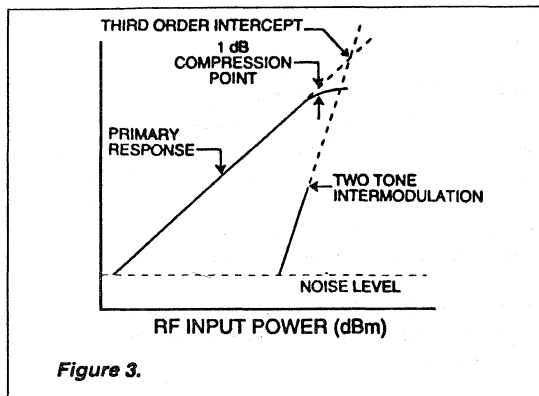 THIRD ORDER INTERCEPT
1 dB
COMPRESSION
POINT
PRIMARY
RESPONSE
TWO TONE
INTERMODULATION
NOISE LEVEL
RF INPUT POWER (dBm)
Figure 3.